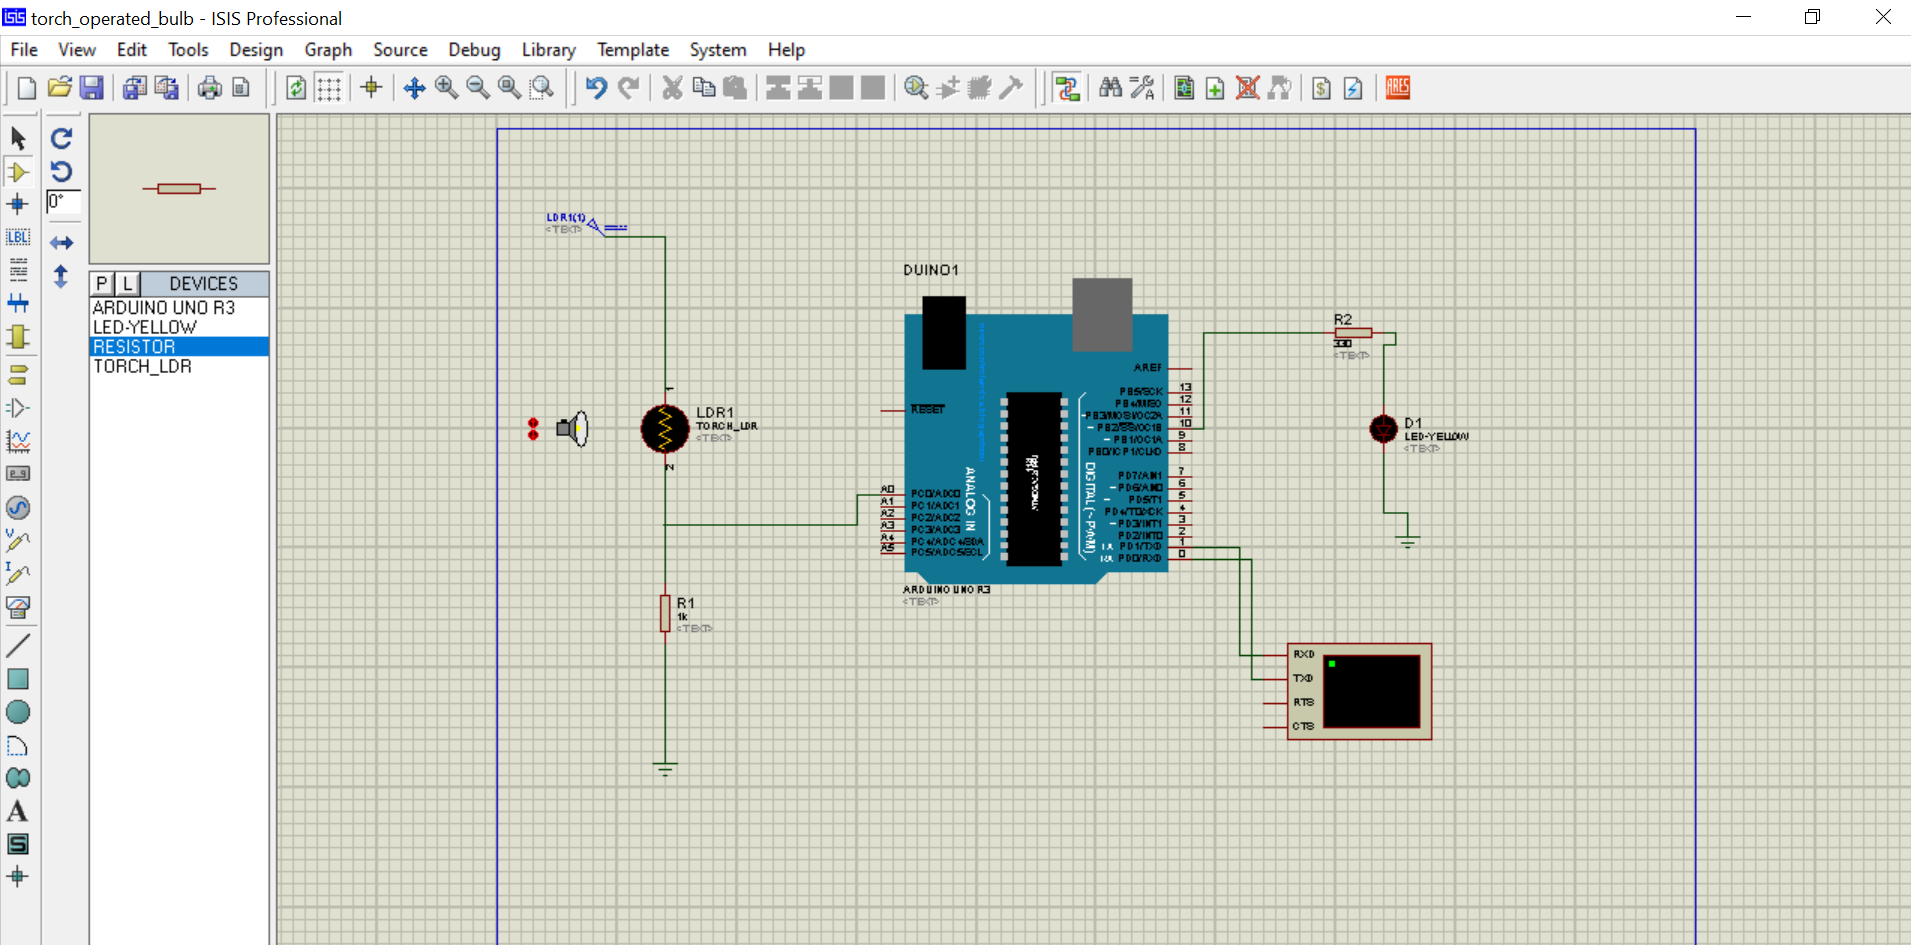 torch_operated_bulb - ISIS Professional
File View Edit Tools Design Graph Source Debug Library Template System Help
ARES
0°
LBL
P L DEVICES
ARDUINO UNO R3
LED-YELLOW
RESISTOR
TORCH_LDR
LDR1(1)
<TEXT>
1
LDR1
TORCH_LDR
<TEXT>
2
R1
1k
<TEXT>
DUINO1
AREF
RESET
PB5/SCK 13
PB4/MISO 12
~PB3/MOSI/OC2A 11
~ PB2/SS/OC1B 10
~ PB1/OC1A 9
PB0/ICP1/CLKO 8
A0 PC0/ADC0
A1 PC1/ADC1
A2 PC2/ADC2
A3 PC3/ADC3
A4 PC4/ADC4/SDA
A5 PC5/ADC5/SCL
ANALOG IN
DIGITAL (~PWM)
PD7/AIN1 7
~ PD6/AIN0 6
~ PD5/T1 5
PD4/T0/XCK 4
~ PD3/INT1 3
PD2/INT0 2
TX PD1/TXD 1
RX PD0/RXD 0
ARDUINO UNO R3
<TEXT>
R2
330
<TEXT>
D1
LED-YELLOW
<TEXT>
RXD
TXD
RTS
CTS